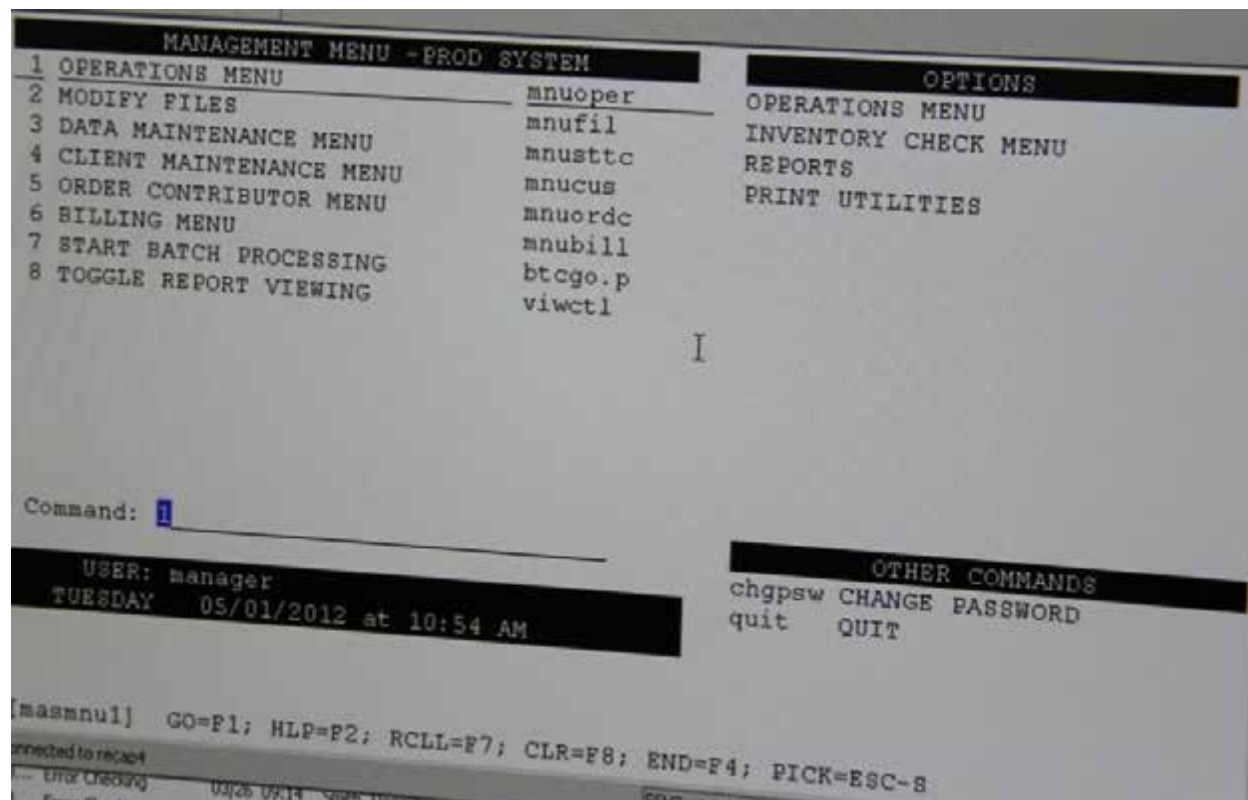 MANAGEMENT MENU -PROD SYSTEM
1 OPERATIONS MENU mnuoper
2 MODIFY FILES mnufil
3 DATA MAINTENANCE MENU mnusttc
4 CLIENT MAINTENANCE MENU mnucus
5 ORDER CONTRIBUTOR MENU mnuordc
6 BILLING MENU mnubill
7 START BATCH PROCESSING btcgo.p
8 TOGGLE REPORT VIEWING viwctl
OPTIONS
OPERATIONS MENU
INVENTORY CHECK MENU
REPORTS
PRINT UTILITIES
Command: 1
USER: manager
TUESDAY 05/01/2012 at 10:54 AM
OTHER COMMANDS
chgpsw CHANGE PASSWORD
quit QUIT
[masmnu1] GO=F1; HLP=F2; RCLL=F7; CLR=F8; END=F4; PICK=ESC-S
to recap4
Error Checking 03/26 09:14